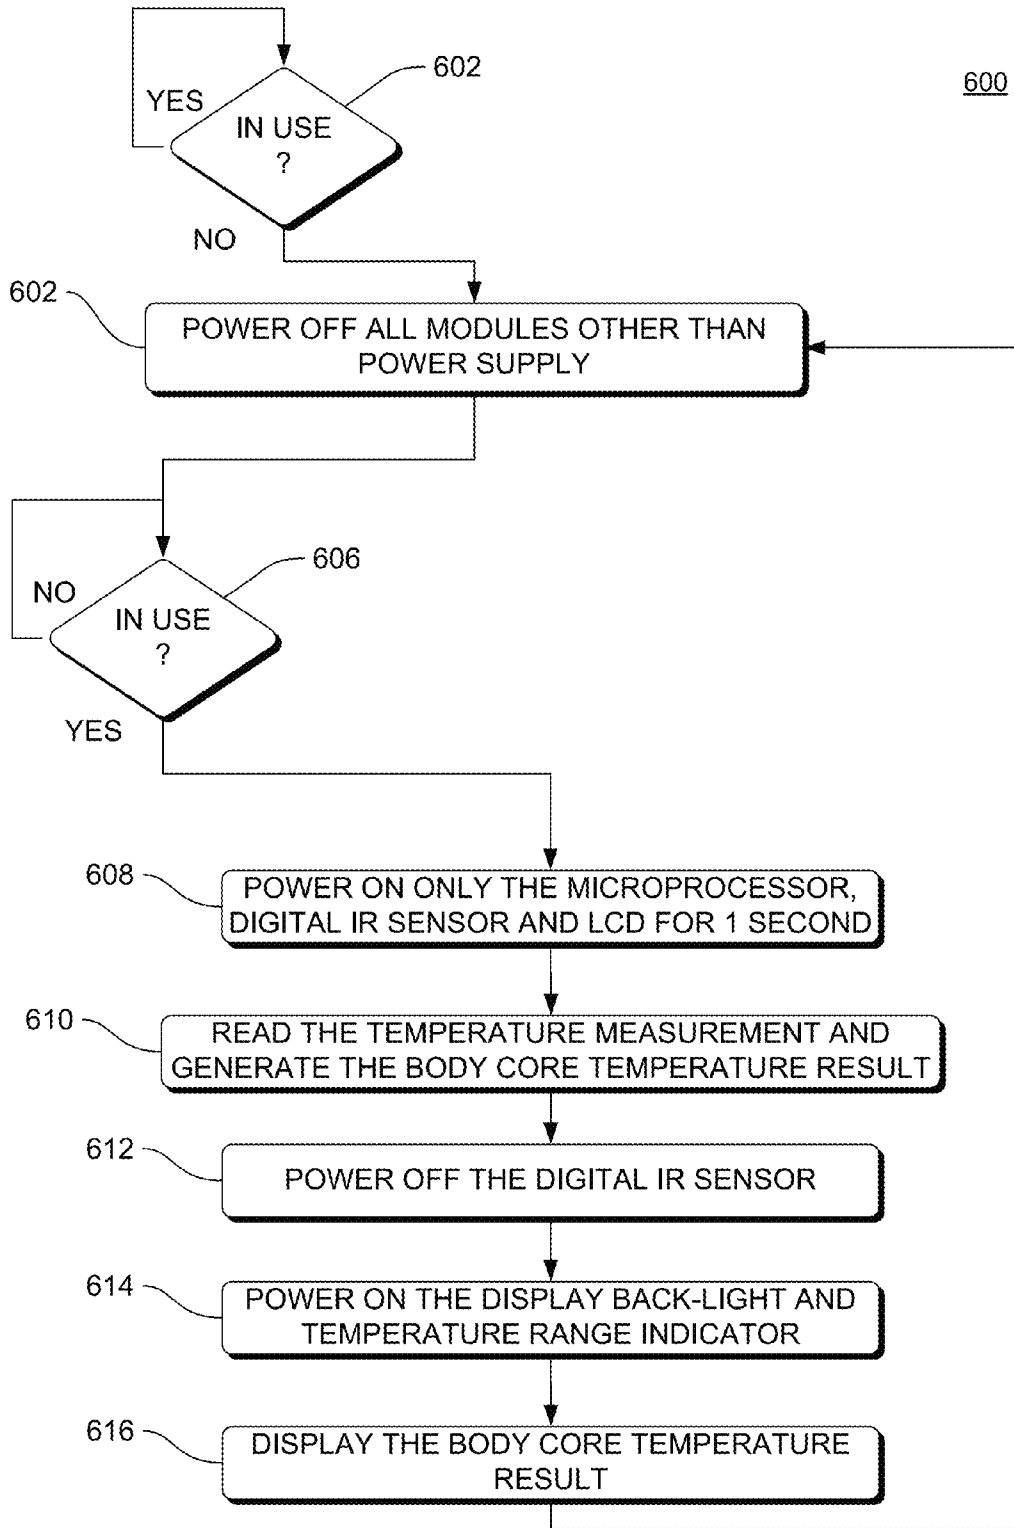 602
600
YES
IN USE
?
NO
602
POWER OFF ALL MODULES OTHER THAN
POWER SUPPLY
606
NO
IN USE
?
YES
608
POWER ON ONLY THE MICROPROCESSOR,
DIGITAL IR SENSOR AND LCD FOR 1 SECOND
610
READ THE TEMPERATURE MEASUREMENT AND
GENERATE THE BODY CORE TEMPERATURE RESULT
612
POWER OFF THE DIGITAL IR SENSOR
614
POWER ON THE DISPLAY BACK-LIGHT AND
TEMPERATURE RANGE INDICATOR
616
DISPLAY THE BODY CORE TEMPERATURE
RESULT